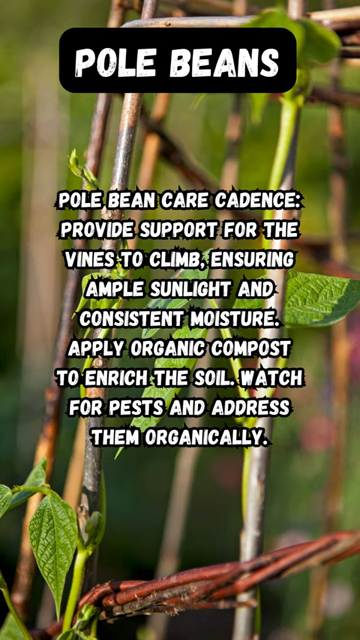 POLE BEANS
POLE BEAN CARE CADENCE:
PROVIDE SUPPORT FOR THE
VINES TO CLIMB, ENSURING
AMPLE SUNLIGHT AND
CONSISTENT MOISTURE.
APPLY ORGANIC COMPOST
TO ENRICH THE SOIL. WATCH
FOR PESTS AND ADDRESS
THEM ORGANICALLY.